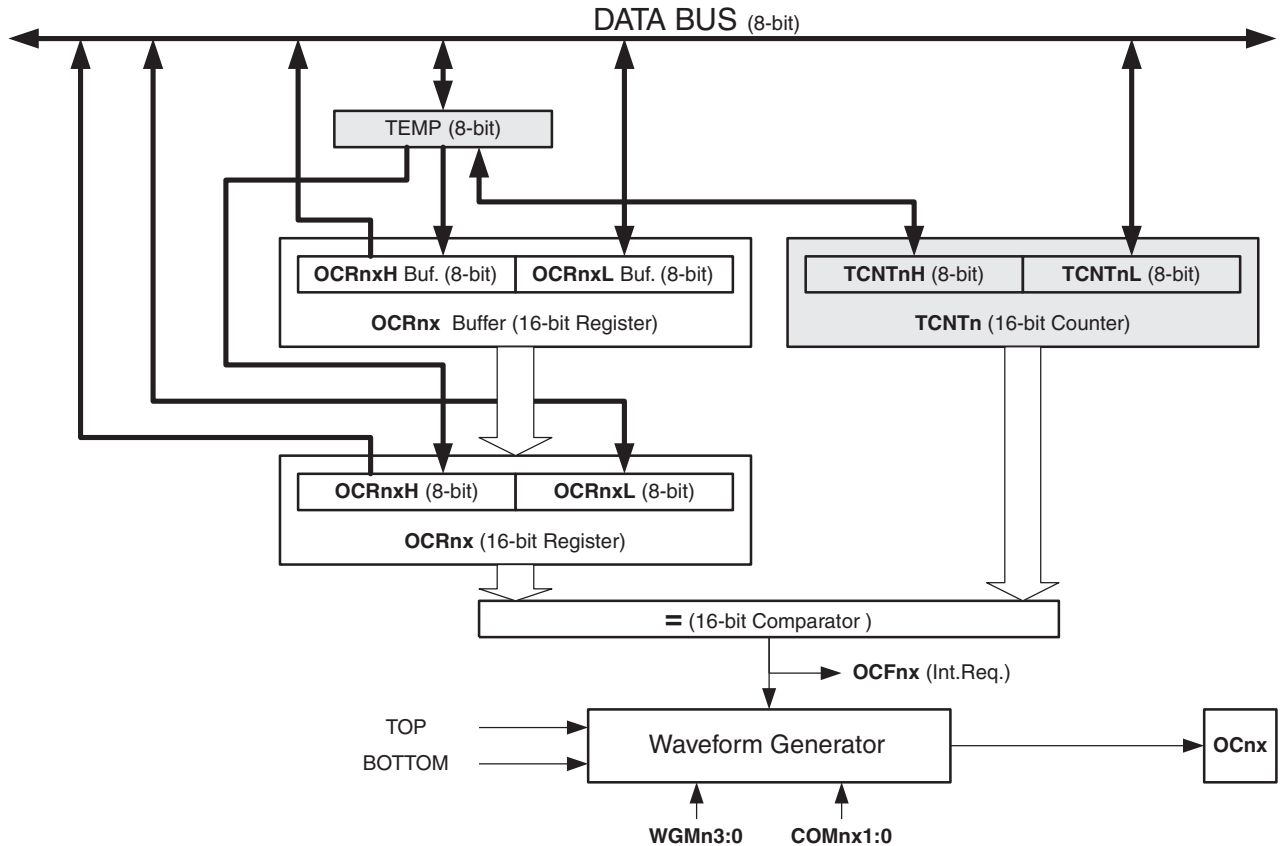 DATA BUS (8-bit)
TEMP (8-bit)
OCRnxH Buf. (8-bit) OCRnxL Buf. (8-bit)
OCRnx Buffer (16-bit Register)
TCNTnH (8-bit) TCNTnL (8-bit)
TCNTn (16-bit Counter)
OCRnxH (8-bit) OCRnxL (8-bit)
OCRnx (16-bit Register)
= (16-bit Comparator )
OCFnx (Int.Req.)
TOP
BOTTOM
Waveform Generator
OCnx
WGMn3:0 COMnx1:0